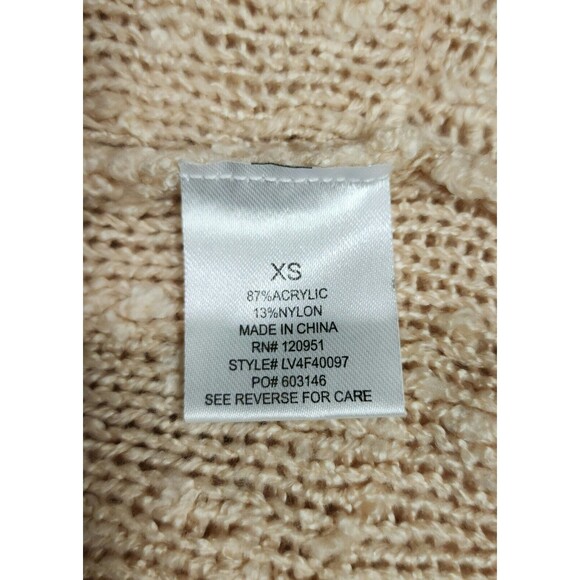 XS
87%ACRYLIC
13%NYLON
MADE IN CHINA
RN# 120951
STYLE# LV4F40097
PO# 603146
SEE REVERSE FOR CARE